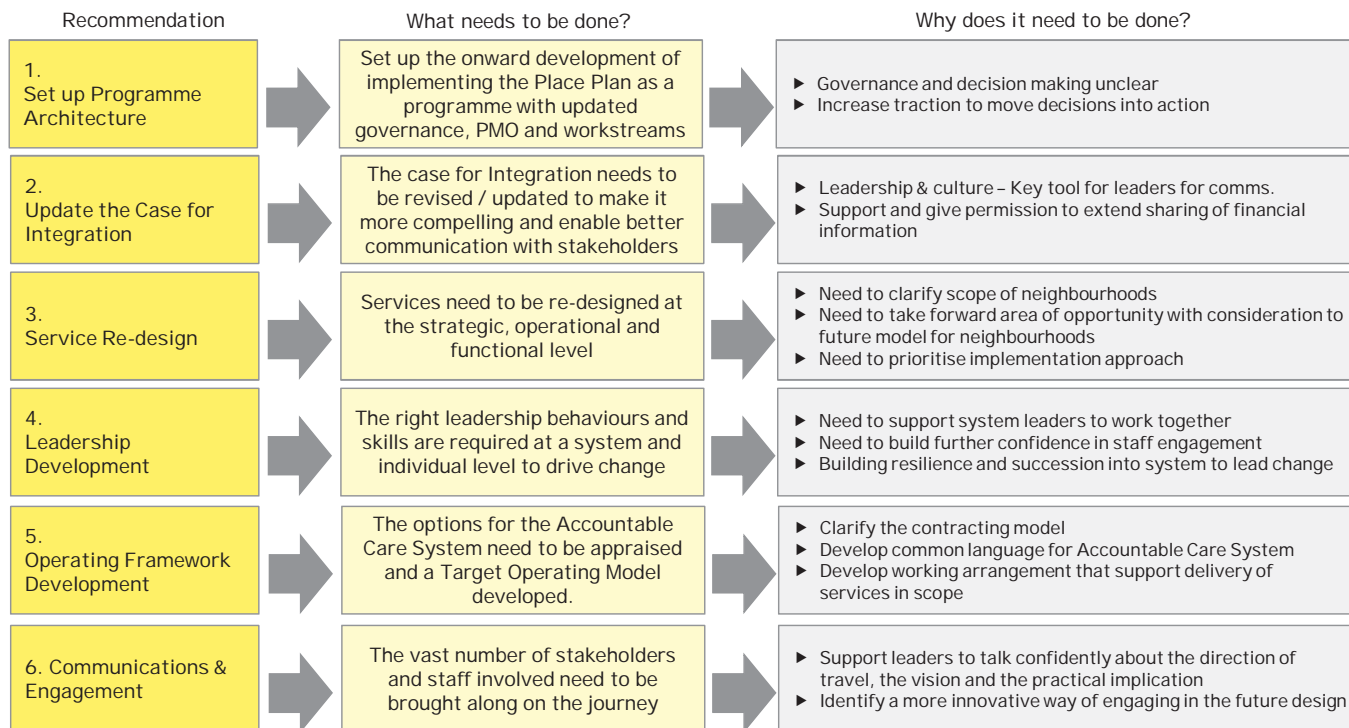 Recommendation
What needs to be done?
Why does it need to be done?
1.
Set up Programme
Architecture
Set up the onward development of
implementing the Place Plan as a
programme with updated
governance, PMO and workstreams
► Governance and decision making unclear
► Increase traction to move decisions into action
2.
Update the Case for
Integration
The case for Integration needs to
be revised / updated to make it
more compelling and enable better
communication with stakeholders
► Leadership & culture – Key tool for leaders for comms.
► Support and give permission to extend sharing of financial
information
3.
Service Re-design
Services need to be re-designed at
the strategic, operational and
functional level
► Need to clarify scope of neighbourhoods
► Need to take forward area of opportunity with consideration to
future model for neighbourhoods
► Need to prioritise implementation approach
4.
Leadership
Development
The right leadership behaviours and
skills are required at a system and
individual level to drive change
► Need to support system leaders to work together
► Need to build further confidence in staff engagement
► Building resilience and succession into system to lead change
5.
Operating Framework
Development
The options for the Accountable
Care System need to be appraised
and a Target Operating Model
developed.
► Clarify the contracting model
► Develop common language for Accountable Care System
► Develop working arrangement that support delivery of
services in scope
6. Communications &
Engagement
The vast number of stakeholders
and staff involved need to be
brought along on the journey
► Support leaders to talk confidently about the direction of
travel, the vision and the practical implication
► Identify a more innovative way of engaging in the future design